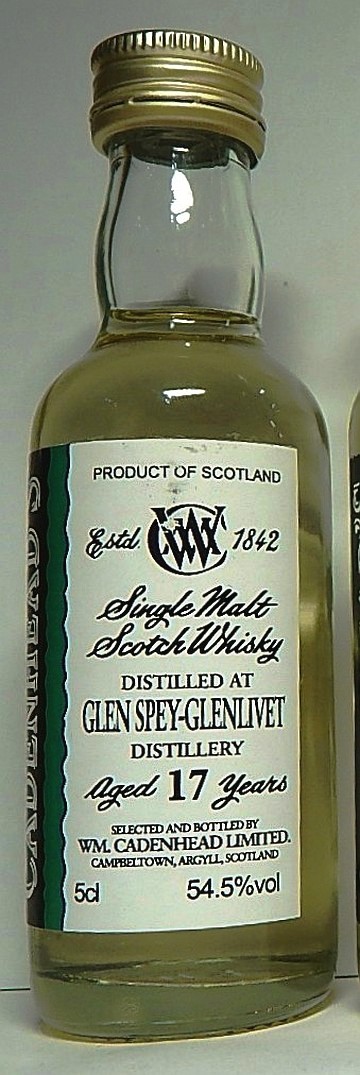 PRODUCT OF SCOTLAND
Estd. WC 1842
Single Malt
Scotch Whisky
DISTILLED AT
GLEN SPEY-GLENLIVET
DISTILLERY
Aged 17 Years
SELECTED AND BOTTLED BY
WM. CADENHEAD LIMITED.
CAMPBELTOWN, ARGYLL, SCOTLAND
5cl 54.5%vol
CADENHEAD'S